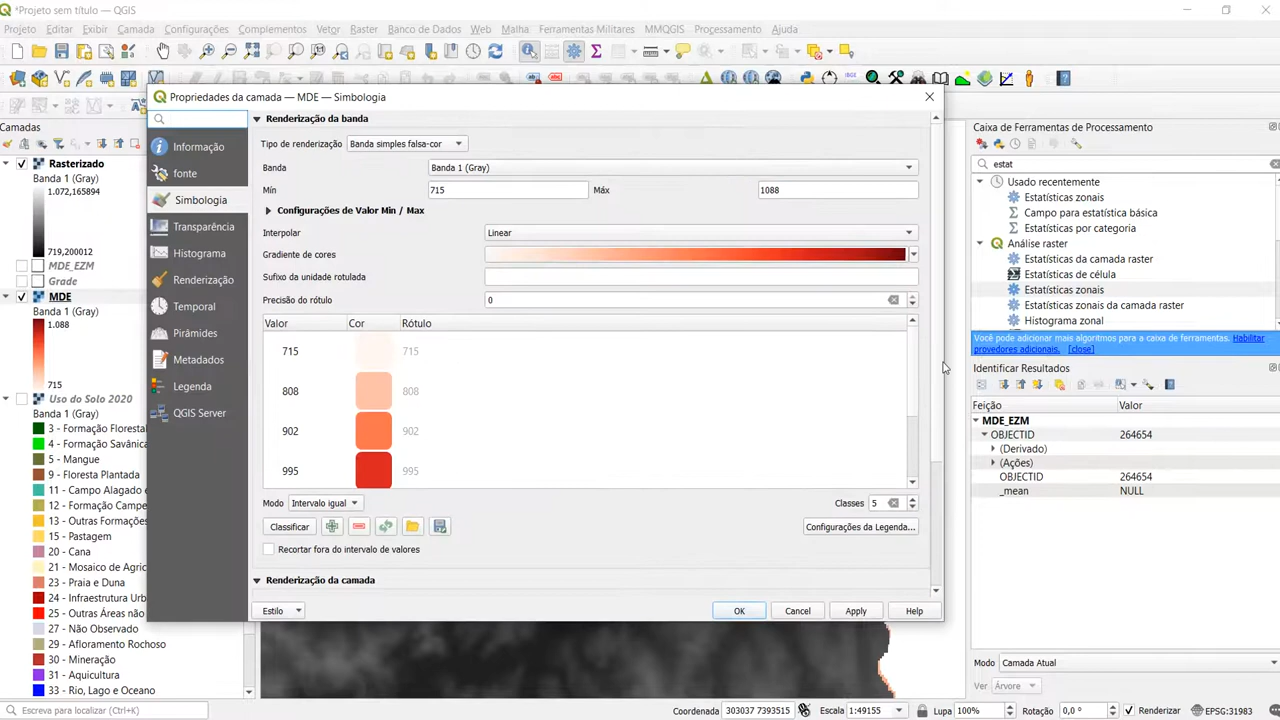 *Projeto sem título — QGIS
Projeto Editar Exibir Camada Configurações Complementos Vetor Raster Banco de Dados Web Malha Ferramentas Militares MMQGIS Processamento Ajuda
Propriedades da camada — MDE — Simbologia
Camadas
Rasterizado
Banda 1 (Gray)
1.072,165894
719,200012
MDE_EZM
Grade
MDE
Banda 1 (Gray)
1.088
715
Uso do Solo 2020
Banda 1 (Gray)
3 - Formação Florestal
4 - Formação Savânica
5 - Mangue
9 - Floresta Plantada
11 - Campo Alagado e
12 - Formação Campe
13 - Outras Formações
15 - Pastagem
20 - Cana
21 - Mosaico de Agric
23 - Praia e Duna
24 - Infraestrutura Urb
25 - Outras Áreas não
27 - Não Observado
29 - Afloramento Rochoso
30 - Mineração
31 - Aquicultura
33 - Rio, Lago e Oceano
Informação
fonte
Simbologia
Transparência
Histograma
Renderização
Temporal
Pirâmides
Metadados
Legenda
QGIS Server
Renderização da banda
Tipo de renderização Banda simples falsa-cor
Banda Banda 1 (Gray)
Mín 715 Máx 1088
Configurações de Valor Min / Max
Interpolar Linear
Gradiente de cores
Sufixo da unidade rotulada
Precisão do rótulo 0
Valor Cor Rótulo
715 715
808 808
902 902
995 995
Modo Intervalo igual Classes 5
Classificar Configurações da Legenda...
Recortar fora do intervalo de valores
Renderização da camada
Estilo OK Cancel Apply Help
Caixa de Ferramentas de Processamento
estat
Usado recentemente
Estatísticas zonais
Campo para estatística básica
Estatísticas por categoria
Análise raster
Estatísticas da camada raster
Estatísticas de célula
Estatísticas zonais
Estatísticas zonais da camada raster
Histograma zonal
Você pode adicionar mais algoritmos para a caixa de ferramentas. Habilitar
provedores adicionais. [close]
Identificar Resultados
Feição Valor
MDE_EZM
OBJECTID 264654
(Derivado)
(Ações)
OBJECTID 264654
_mean NULL
Modo Camada Atual
Ver Árvore
Escreva para localizar (Ctrl+K) Coordenada 303037 7393515 Escala 1:49155 Lupa 100% Rotação 0,0 ° Renderizar EPSG:31983